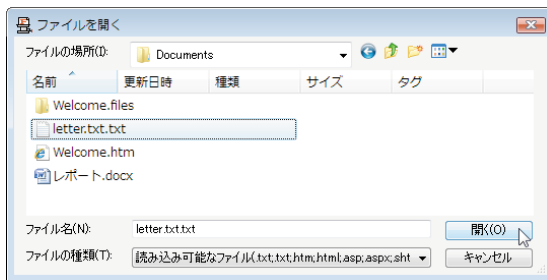 ファイルを開く
ファイルの場所(I): Documents
名前 更新日時 種類 サイズ タグ
Welcome.files
letter.txt.txt
Welcome.htm
レポート.docx
ファイル名(N): letter.txt.txt 開く(O)
ファイルの種類(T): 読み込み可能なファイル(.txt;txt;htm;html;asp;aspx;sht キャンセル